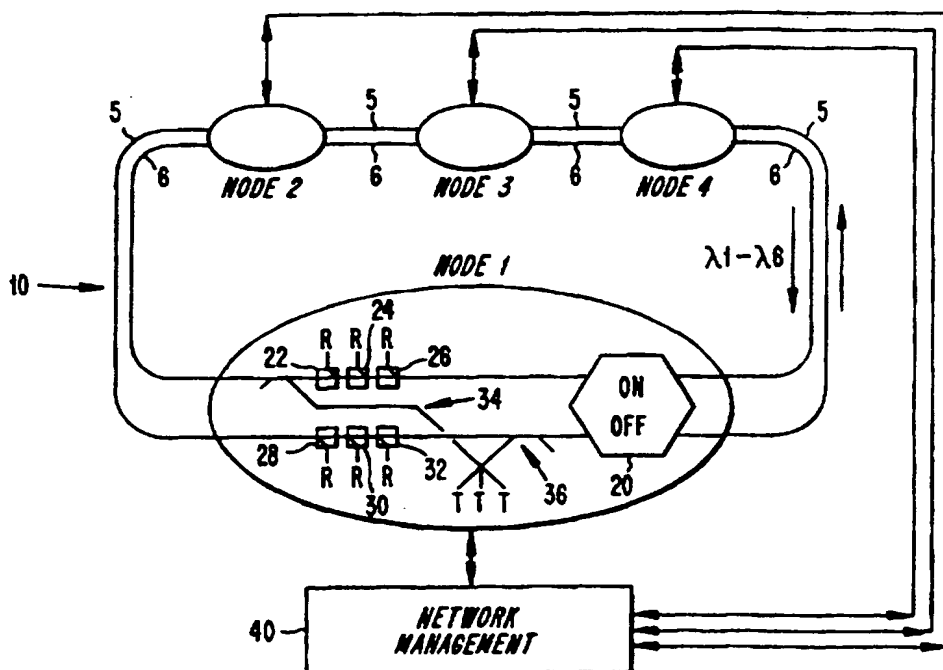 5
6
NODE 2
5
6
NODE 3
5
6
NODE 4
5
6
λ1-λ6
10
NODE 1
22
R R R
24
26
34
ON
OFF
20
28
R R R
30
32
T T T
36
40
NETWORK
MANAGEMENT